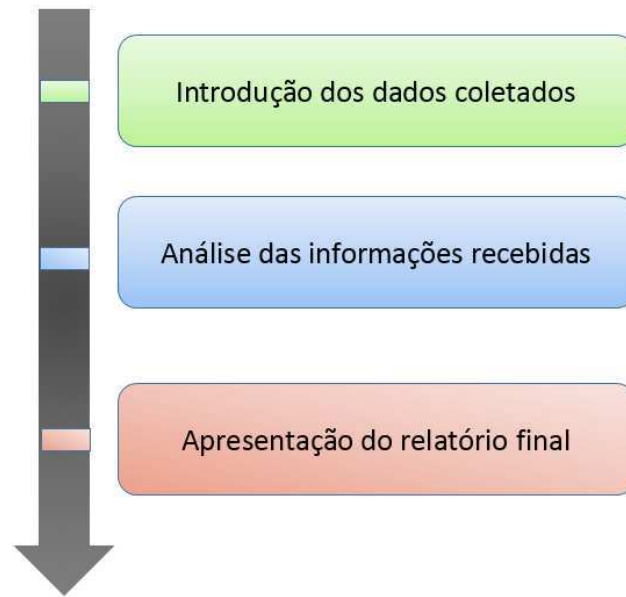 Introdução dos dados coletados
Análise das informações recebidas
Apresentação do relatório final